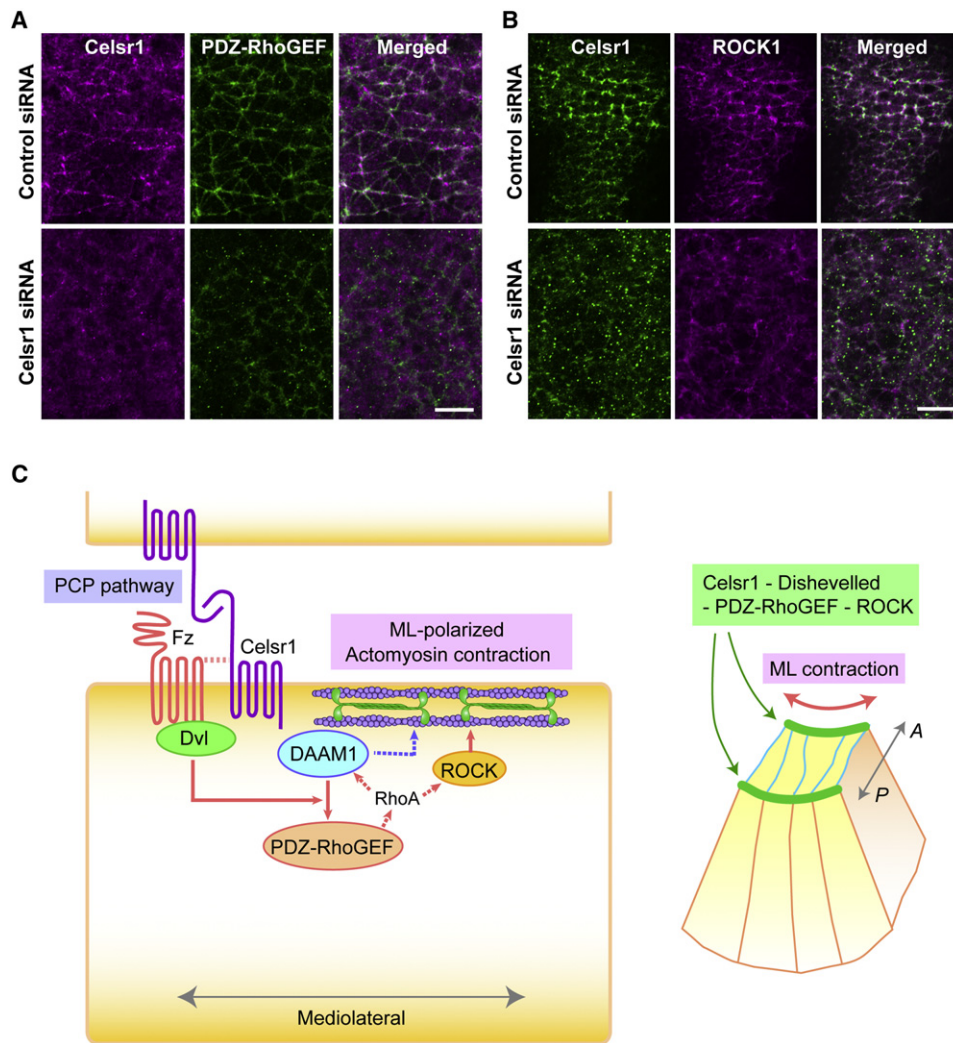 A
Celsr1
PDZ-RhoGEF
Merged
Control siRNA
Celsr1 siRNA
B
Celsr1
ROCK1
Merged
Control siRNA
Celsr1 siRNA
C
PCP pathway
Fz
Celsr1
ML-polarized
Actomyosin contraction
Dvl
DAAM1
ROCK
RhoA
PDZ-RhoGEF
Mediolateral
Celsr1 - Dishevelled
- PDZ-RhoGEF - ROCK
ML contraction
A
P